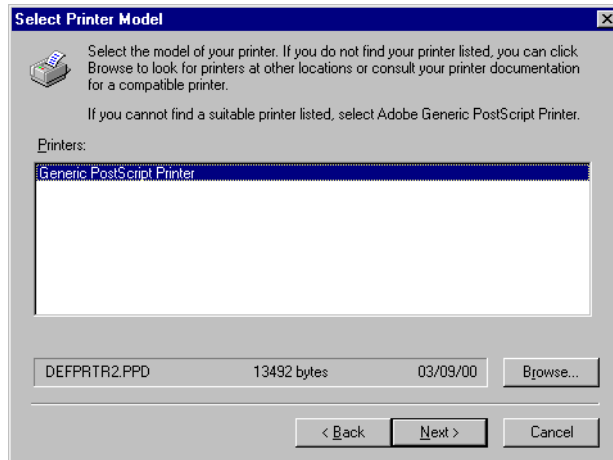 Select Printer Model
Select the model of your printer. If you do not find your printer listed, you can click
Browse to look for printers at other locations or consult your printer documentation
for a compatible printer.
If you cannot find a suitable printer listed, select Adobe Generic PostScript Printer.
Printers:
Generic PostScript Printer
DEFPRTR2.PPD 13492 bytes 03/09/00 Browse...
< Back Next > Cancel